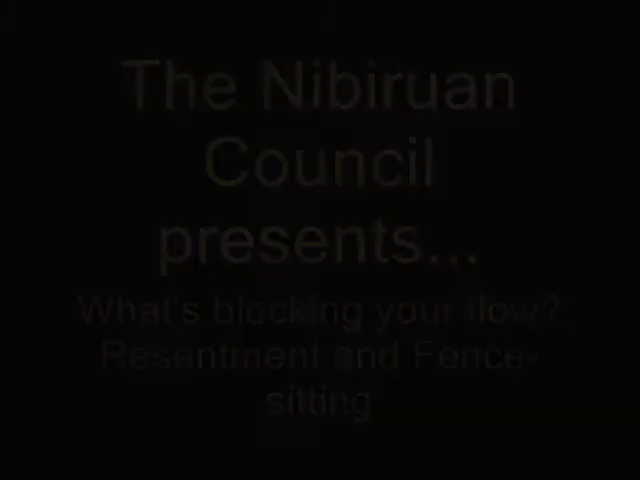 The Nibiruan
Council
presents...
What's blocking your flow?
Resentment and Fence-
sitting